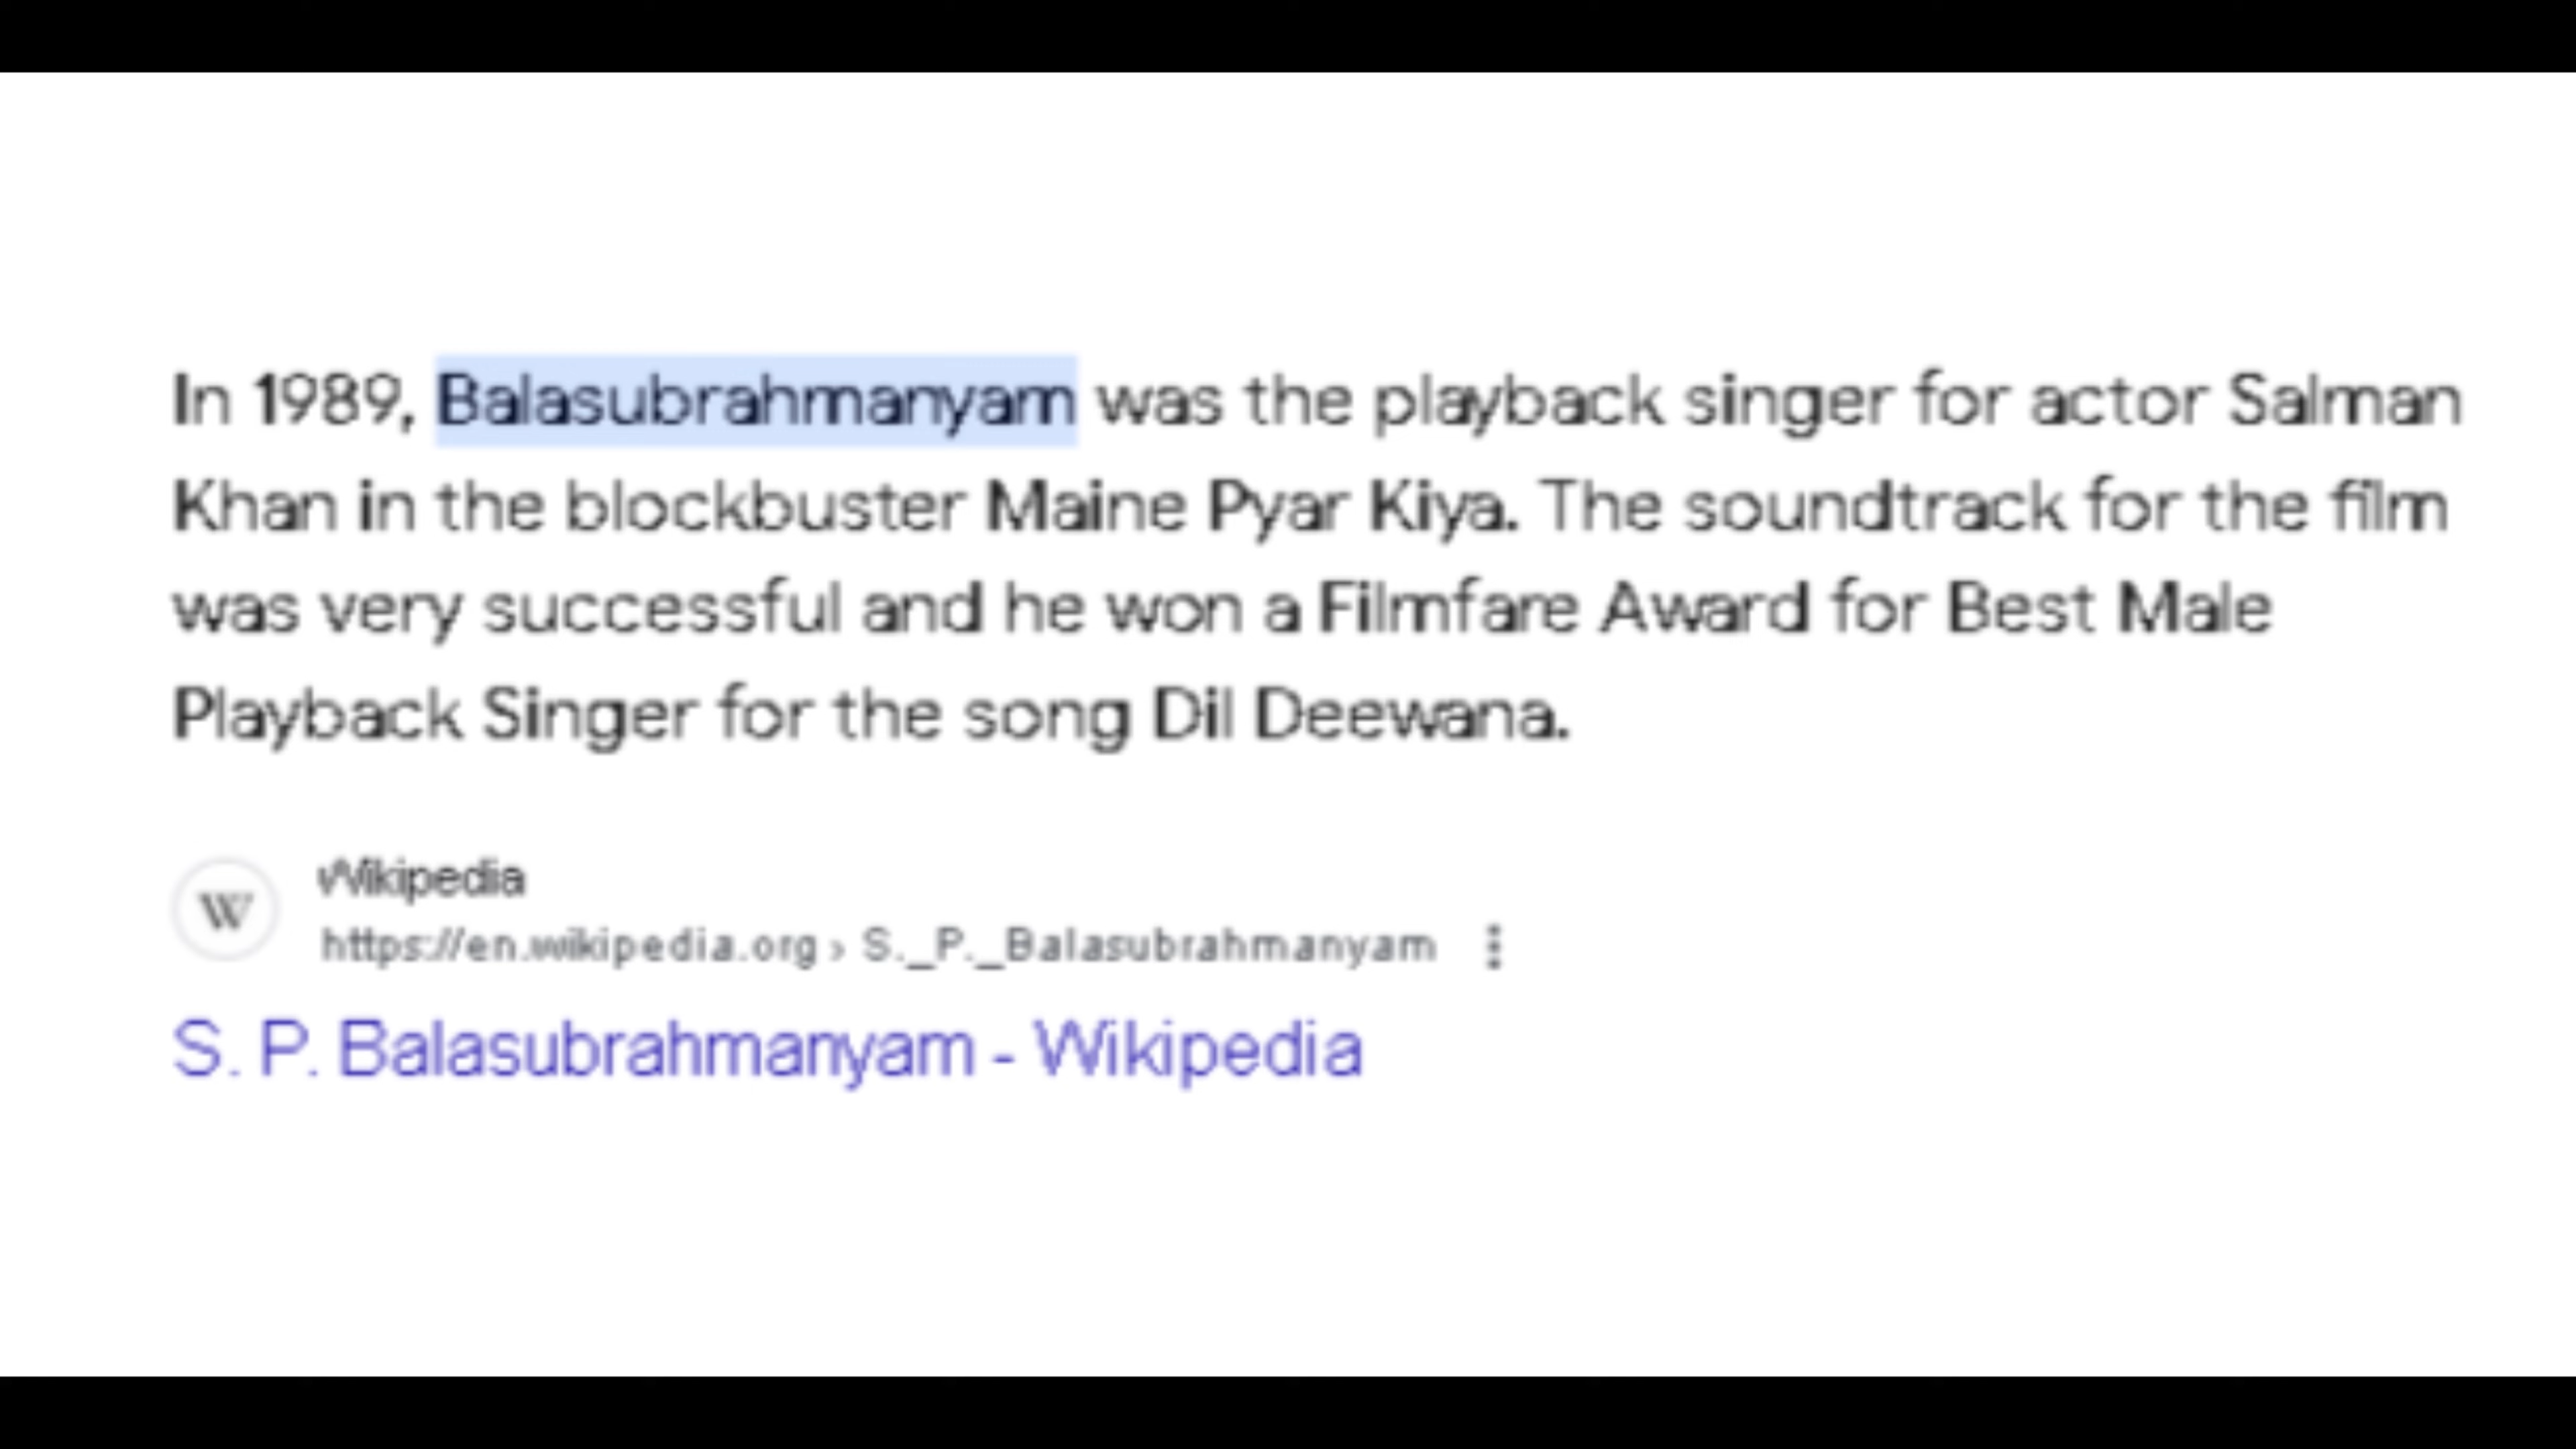 In 1989, Balasubrahmanyam was the playback singer for actor Salman
Khan in the blockbuster Maine Pyar Kiya. The soundtrack for the film
was very successful and he won a Filmfare Award for Best Male
Playback Singer for the song Dil Deewana.
W
Wikipedia
https://en.wikipedia.org › S._P._Balasubrahmanyam
S. P. Balasubrahmanyam - Wikipedia